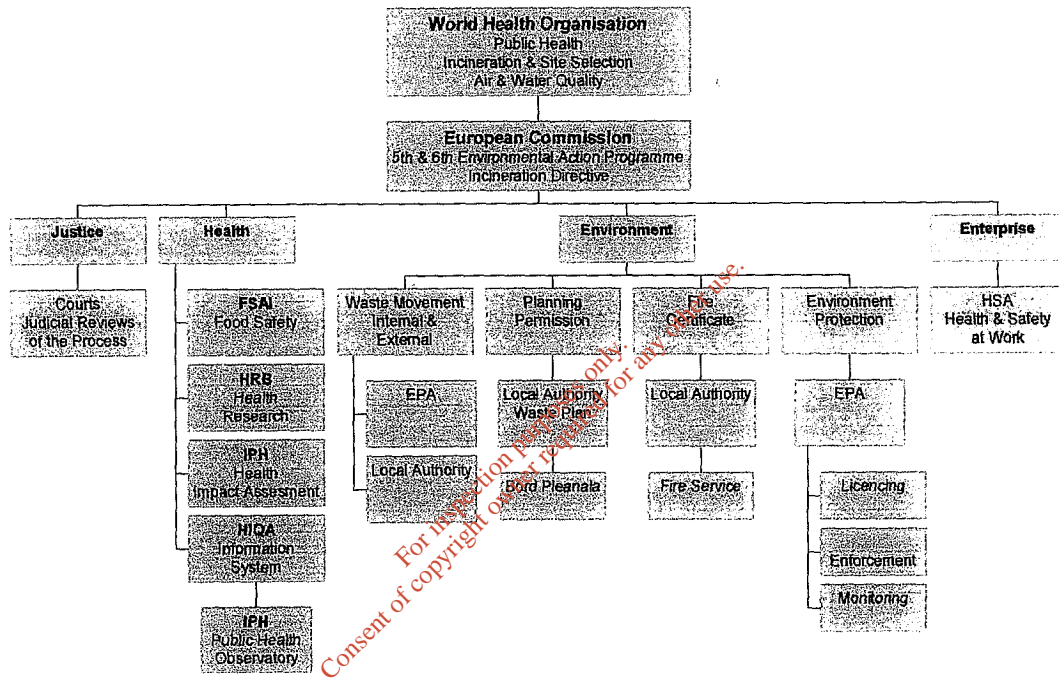 World Health Organisation
Public Health
Incineration & Site Selection
Air & Water Quality
European Commission
5th & 6th Environmental Action Programme
Incineration Directive
Justice
Health
Environment
Enterprise
Courts
Judicial Reviews
of the Process
FSAI
Food Safety
HRB
Health
Research
IPH
Health
Impact Assesment
HIQA
Information
System
IPH
Public Health
Observatory
Waste Movement
Internal &
External
EPA
Local Authority
Planning
Permission
Local Authority
Waste Plan
Bord Pleanala
Fire
Certificate
Local Authority
Fire Service
Environment
Protection
EPA
Licencing
Enforcement
Monitoring
HSA
Health & Safety
at Work
For inspection purposes only.
Consent of copyright owner required for any other use.